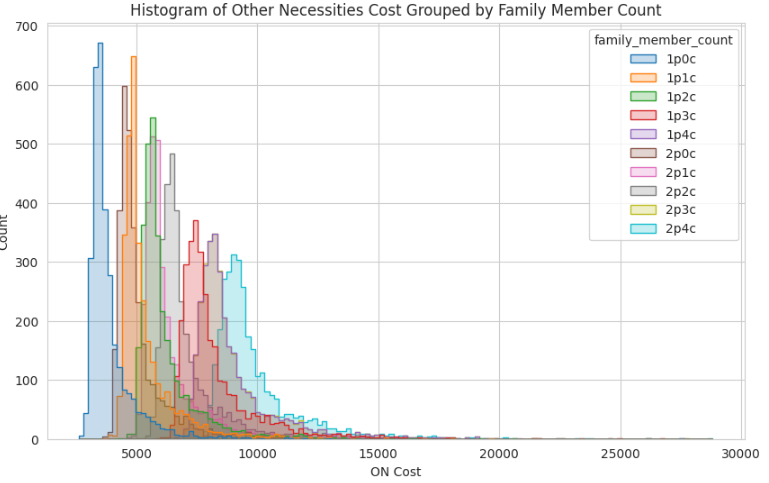 Histogram of Other Necessities Cost Grouped by Family Member Count
700
600
500
400
300
200
100
0
Count
family_member_count
1p0c
1p1c
1p2c
1p3c
1p4c
2p0c
2p1c
2p2c
2p3c
2p4c
5000
10000
15000
20000
25000
30000
ON Cost